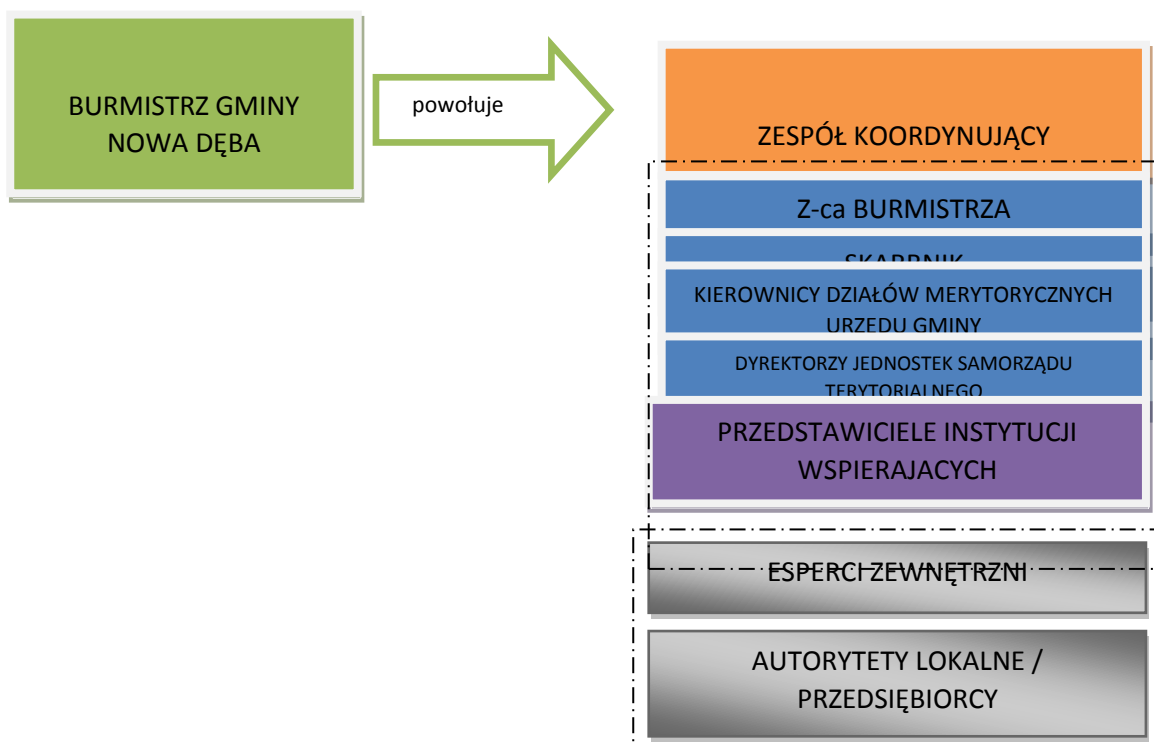 BURMISTRZ GMINY
NOWA DĘBA
powołuje
ZESPÓŁ KOORDYNUJĄCY
Z-ca BURMISTRZA
SKARBNIK
KIEROWNICY DZIAŁÓW MERYTORYCZNYCH
URZEDU GMINY
DYREKTORZY JEDNOSTEK SAMORZĄDU
TERYTORIALNEGO
PRZEDSTAWICIELE INSTYTUCJI
WSPIERAJACYCH
ESPERCI ZEWNĘTRZNI
AUTORYTETY LOKALNE /
PRZEDSIĘBIORCY